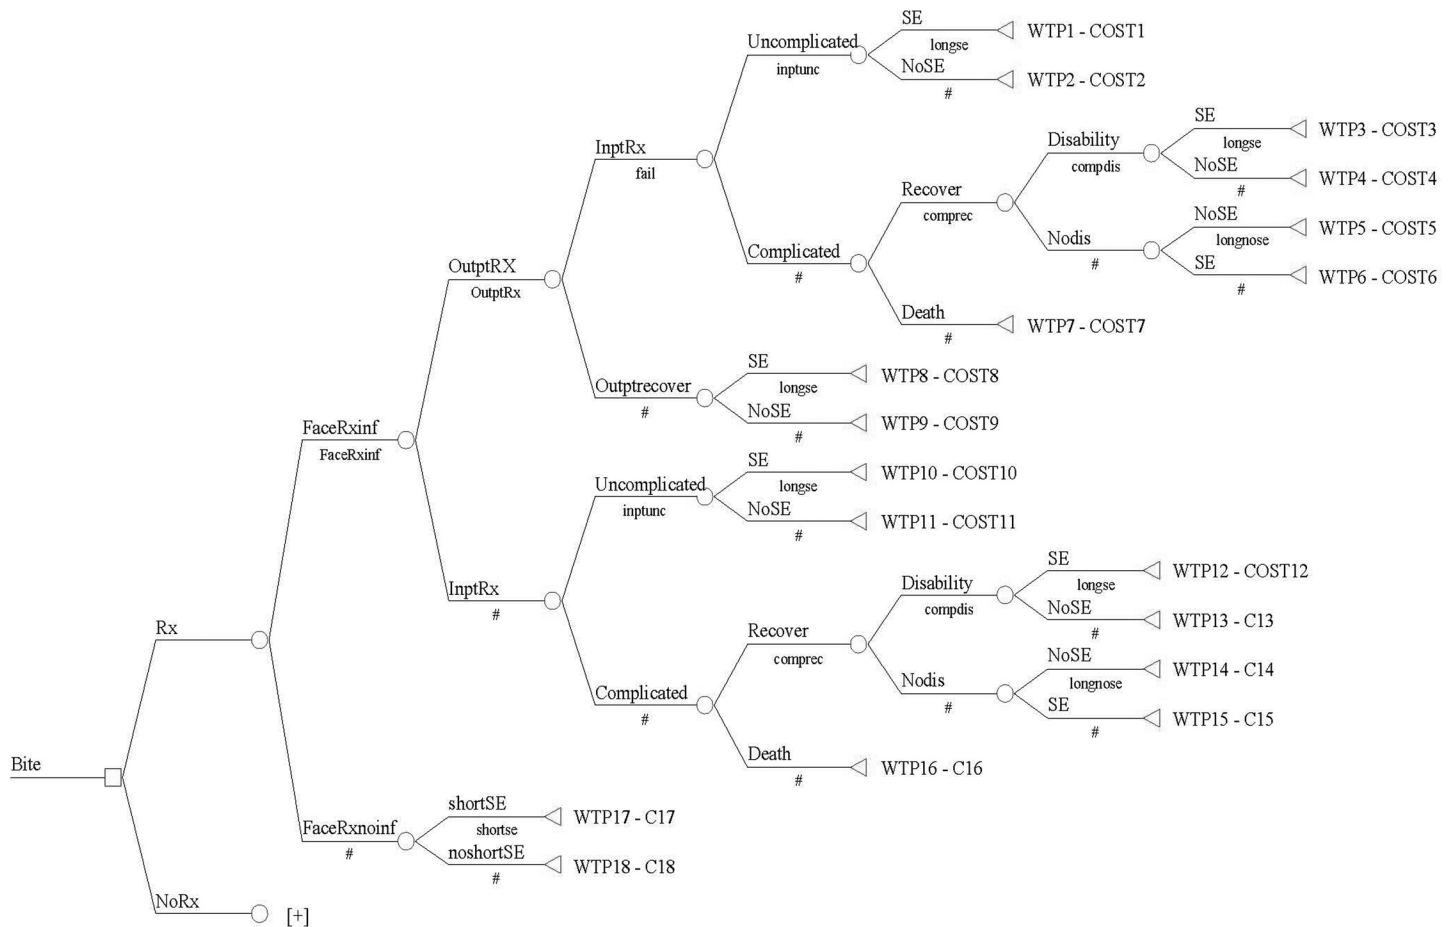 SE
longse
WTP1 - COST1
Uncomplicated
inptunc
NoSE
#
WTP2 - COST2
InptRx
fail
SE
longse
WTP3 - COST3
Disability
compdis
NoSE
#
WTP4 - COST4
Recover
comprec
NoSE
longnose
WTP5 - COST5
Nodis
#
SE
#
WTP6 - COST6
Complicated
#
Death
#
WTP7 - COST7
OutptRX
OutptRx
SE
longse
WTP8 - COST8
Outptrecover
#
NoSE
#
WTP9 - COST9
FaceRxinf
FaceRxinf
SE
longse
WTP10 - COST10
Uncomplicated
inptunc
NoSE
#
WTP11 - COST11
InptRx
#
SE
longse
WTP12 - COST12
Disability
compdis
NoSE
#
WTP13 - C13
Recover
comprec
NoSE
longnose
WTP14 - C14
Nodis
#
SE
#
WTP15 - C15
Complicated
#
Death
#
WTP16 - C16
Rx
Bite
shortSE
shortse
WTP17 - C17
FaceRxnoinf
#
noshortSE
#
WTP18 - C18
NoRx
[+]